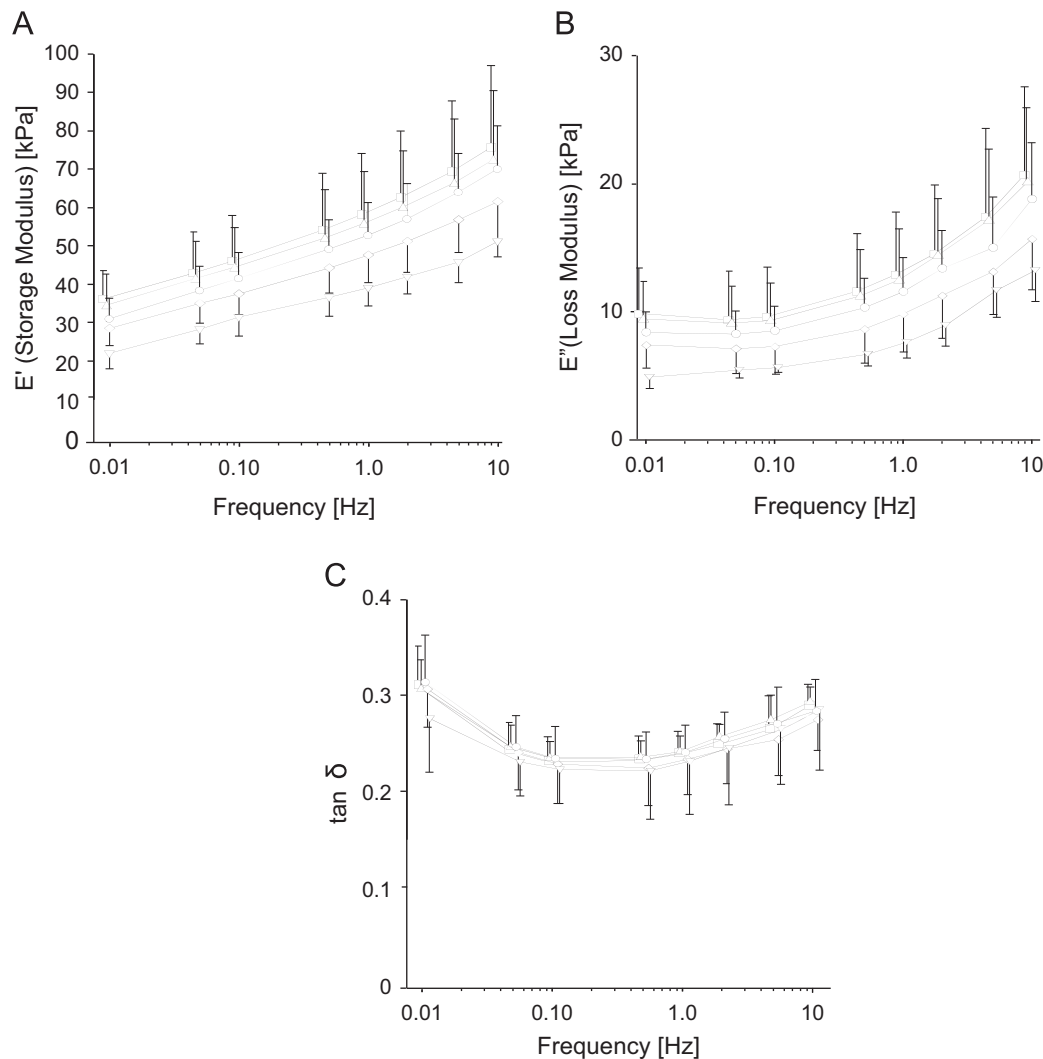 A
E' (Storage Modulus) [kPa]
100
90
80
70
60
50
40
30
20
10
0
0.01 0.10 1.0 10
Frequency [Hz]
B
E"(Loss Modulus) [kPa]
30
20
10
0
0.01 0.10 1.0 10
Frequency [Hz]
C
tan δ
0.4
0.3
0.2
0.1
0
0.01 0.10 1.0 10
Frequency [Hz]